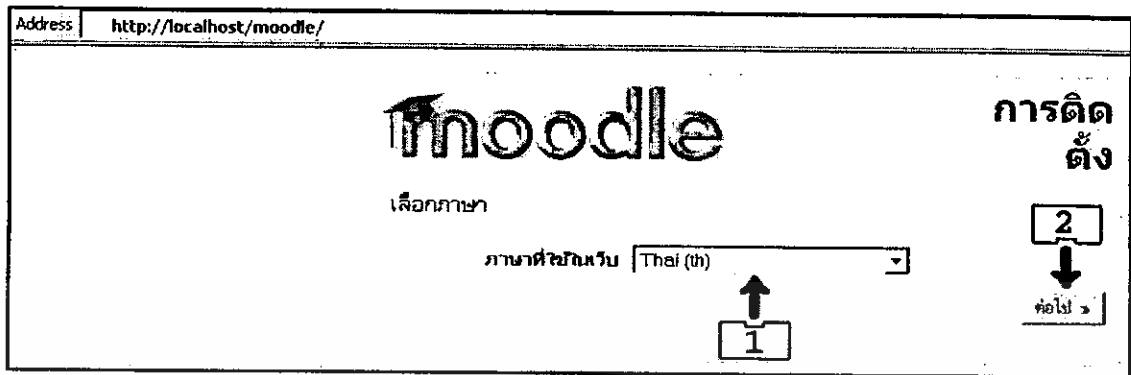 Address http://localhost/moodle/
moodle
การติด
ตั้ง
เลือกภาษา
2
ภาษาที่ใช้ในเว็บ Thai (th)
ต่อไป »
1